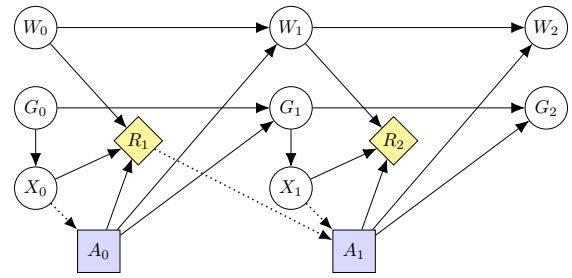 W₀ W₁ W₂
G₀ G₁ G₂
R₁ R₂
X₀ X₁
A₀ A₁